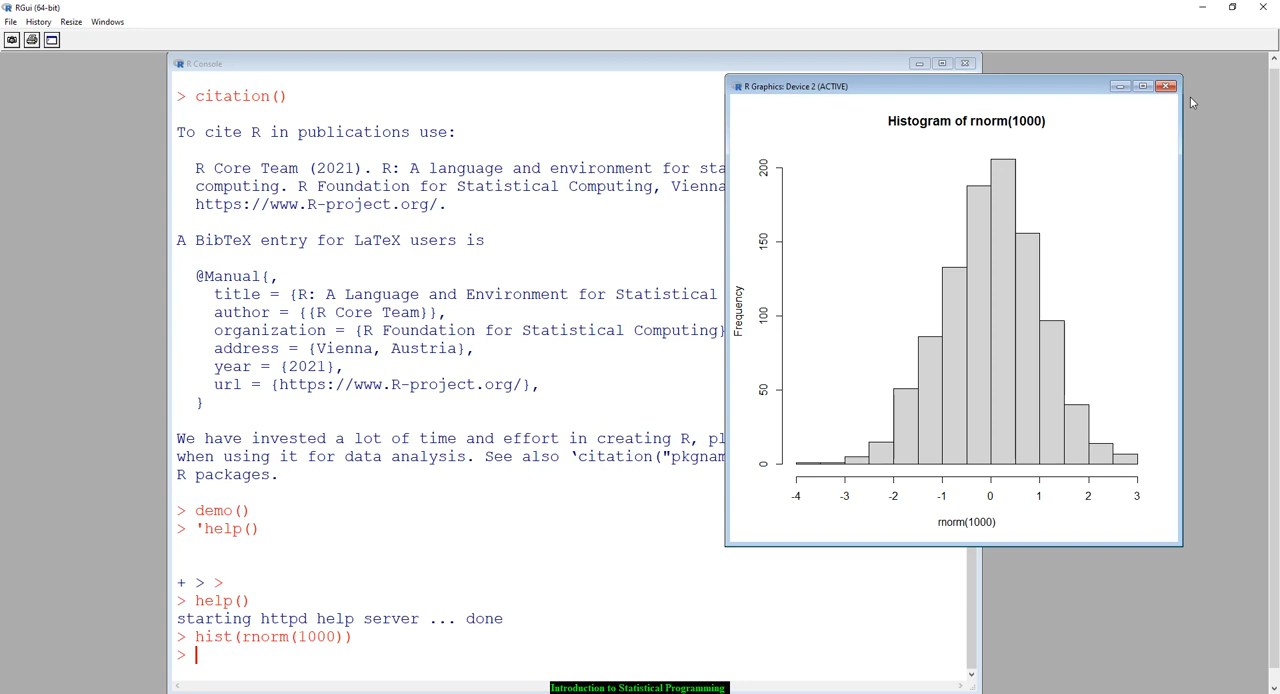 RGui (64-bit)
File History Resize Windows
R Console
> citation()
To cite R in publications use:
R Core Team (2021). R: A language and environment for sta
computing. R Foundation for Statistical Computing, Vienna
https://www.R-project.org/.
A BibTeX entry for LaTeX users is
@Manual{,
title = {R: A Language and Environment for Statistical
author = {{R Core Team}},
organization = {R Foundation for Statistical Computing}
address = {Vienna, Austria},
year = {2021},
url = {https://www.R-project.org/},
}
We have invested a lot of time and effort in creating R, pl
when using it for data analysis. See also ‘citation("pkgnam
R packages.
> demo()
> 'help()
+ > >
> help()
starting httpd help server ... done
> hist(rnorm(1000))
>
R Graphics: Device 2 (ACTIVE)
Histogram of rnorm(1000)
Frequency
200
150
100
50
0
-4 -3 -2 -1 0 1 2 3
rnorm(1000)
Introduction to Statistical Programming